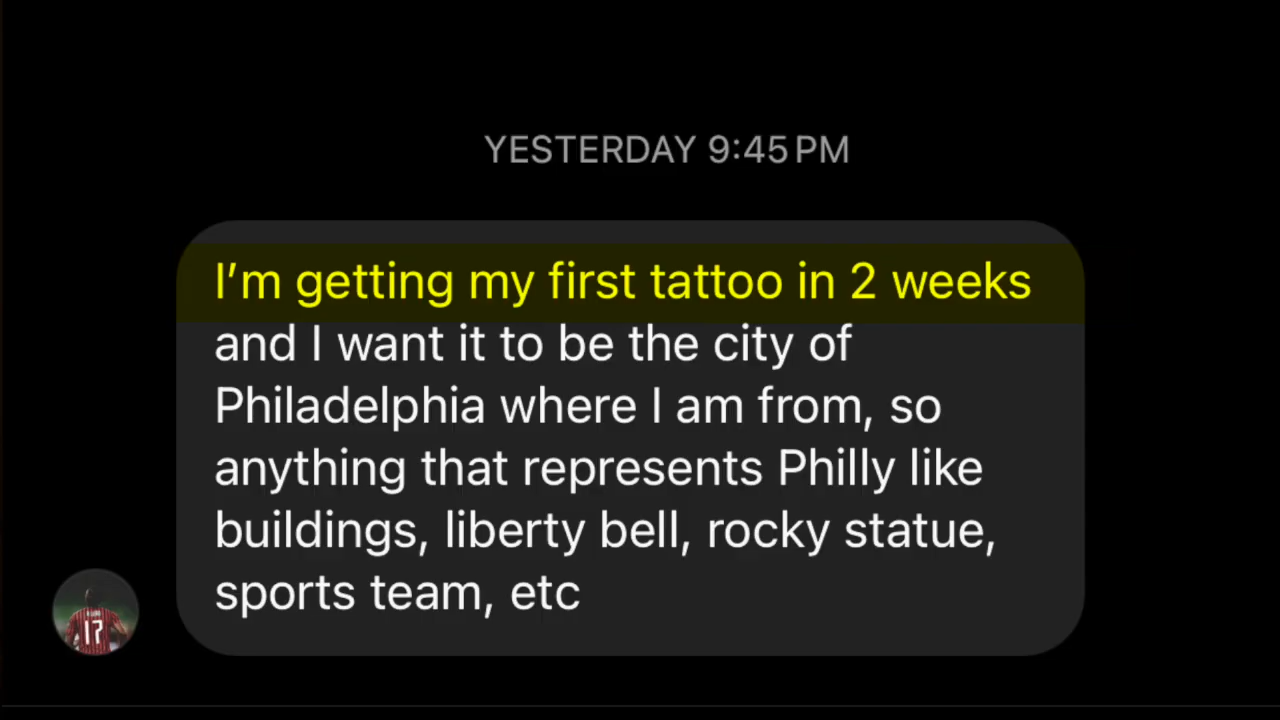 YESTERDAY 9:45 PM
I’m getting my first tattoo in 2 weeks
and I want it to be the city of
Philadelphia where I am from, so
anything that represents Philly like
buildings, liberty bell, rocky statue,
sports team, etc
17